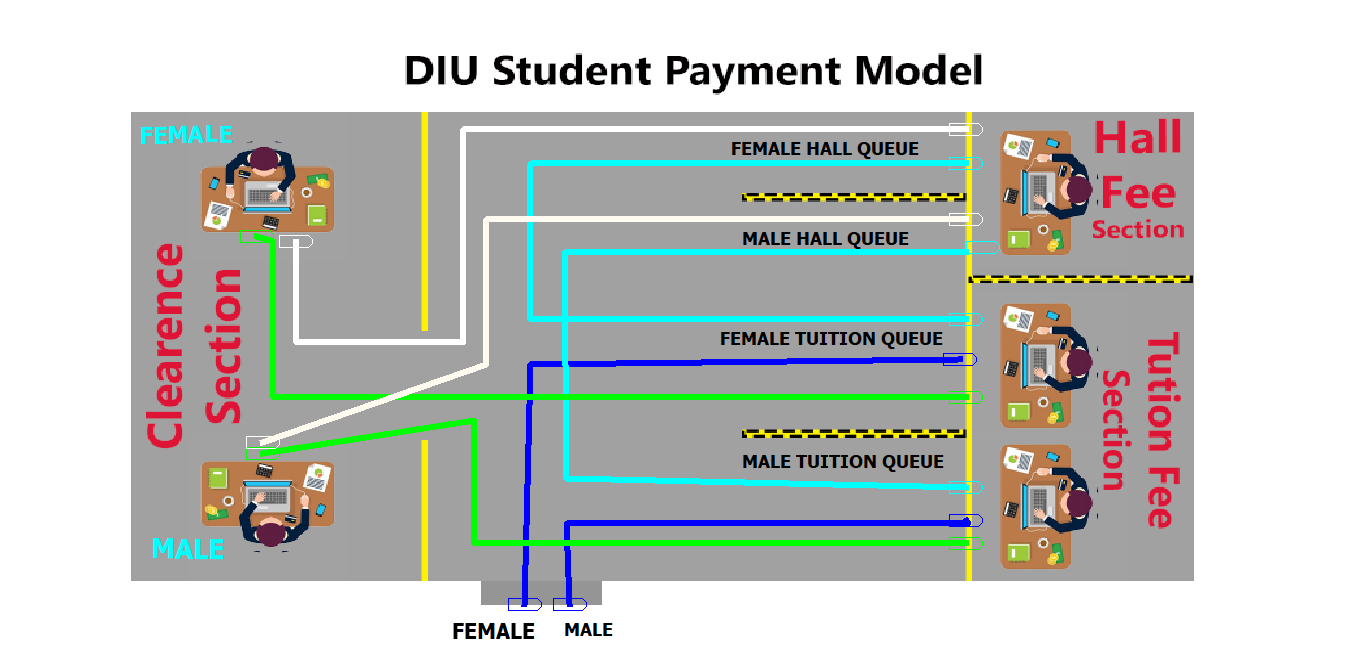 DIU Student Payment Model
FEMALE
Clearence
Section
MALE
FEMALE HALL QUEUE
MALE HALL QUEUE
FEMALE TUITION QUEUE
MALE TUITION QUEUE
Hall
Fee
Section
Tution Fee
Section
FEMALE
MALE